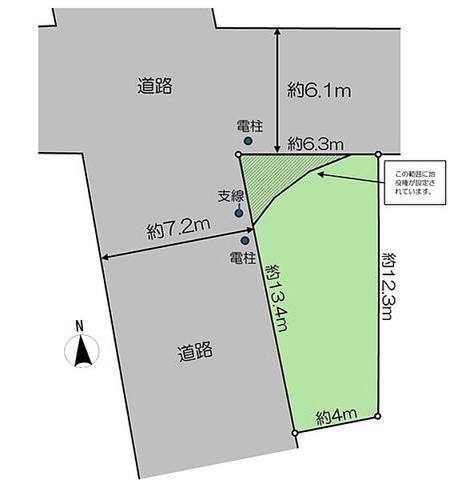 道路
約6.1m
電柱
約6.3m
この範囲に地
役権が設定さ
れています。
支線
約7.2m
電柱
約13.4m
約12.3m
N
道路
約4m